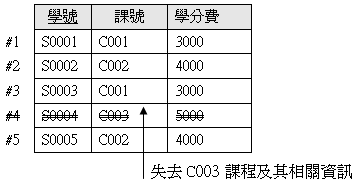 學號 課號 學分費
#1 S0001 C001 3000
#2 S0002 C002 4000
#3 S0003 C001 3000
#4 S0004 C003 5000
#5 S0005 C002 4000
失去 C003 課程及其相關資訊